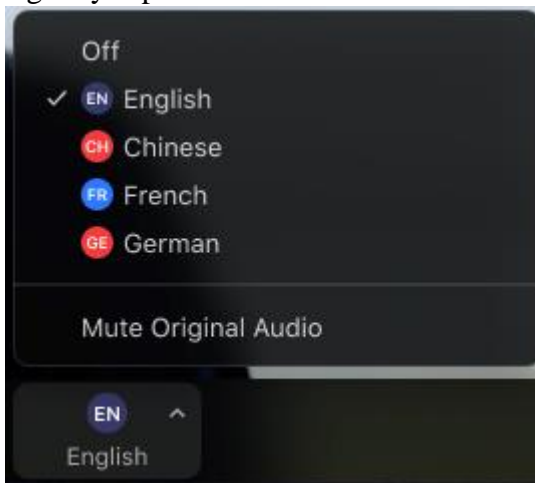 Off
EN English
CH Chinese
FR French
GE German
Mute Original Audio
EN
English